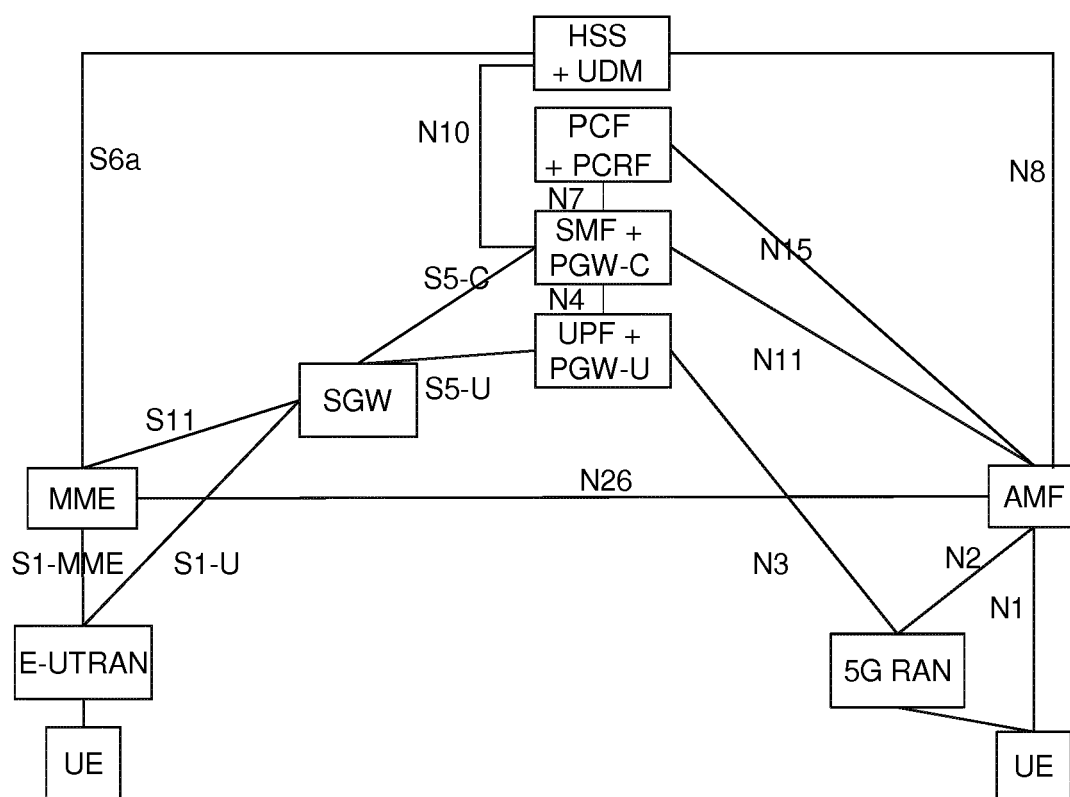 HSS
+ UDM
N10
PCF
+ PCRF
S6a
N8
N7
SMF +
PGW-C
N15
S5-C
N4
UPF +
PGW-U
N11
S5-U
SGW
S11
N26
MME
AMF
S1-MME
S1-U
N3
N2
N1
E-UTRAN
5G RAN
UE
UE